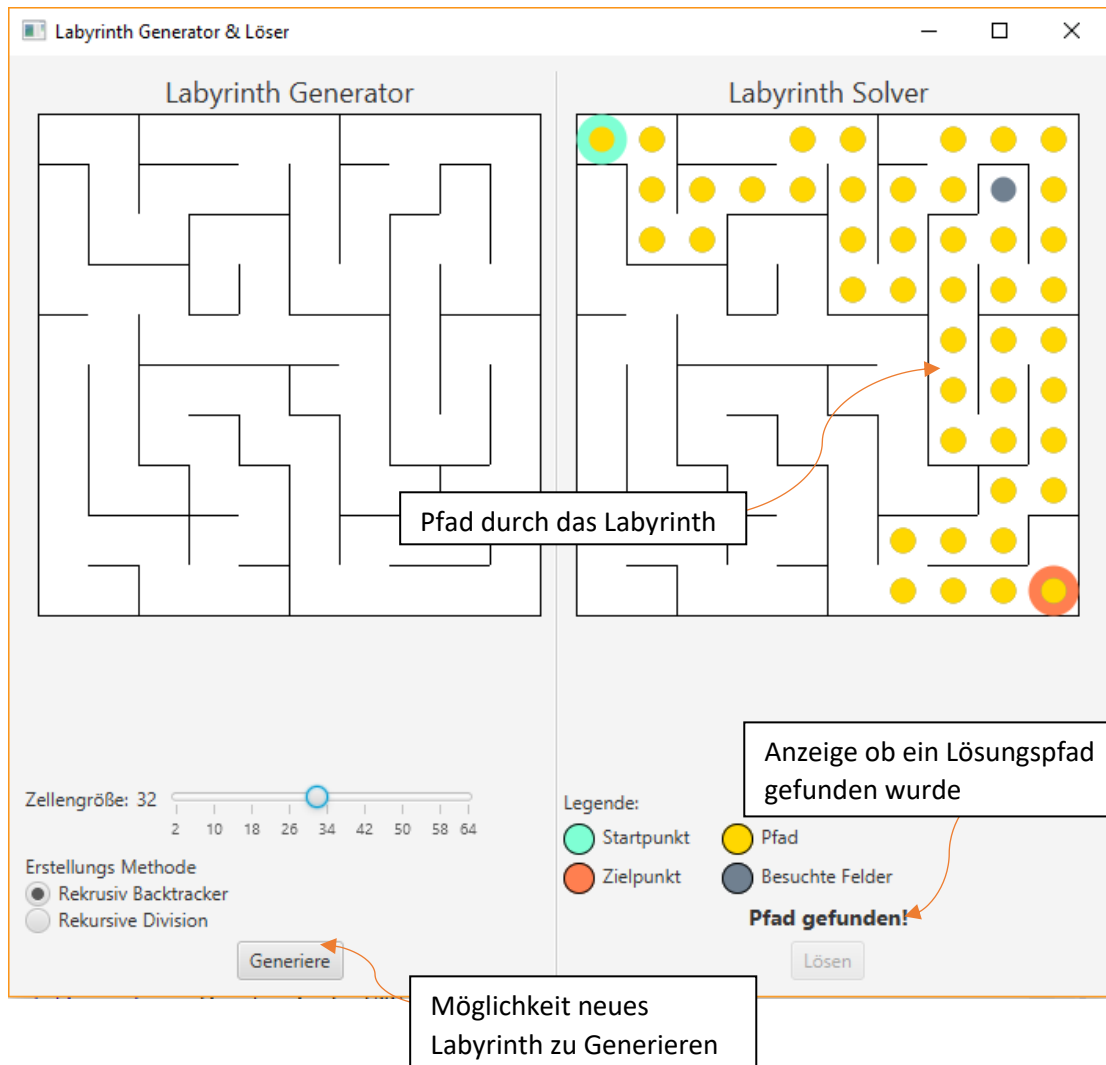 Labyrinth Generator & Löser
Labyrinth Generator
Labyrinth Solver
Pfad durch das Labyrinth
Anzeige ob ein Lösungspfad
gefunden wurde
Zellengröße: 32
2 10 18 26 34 42 50 58 64
Erstellungs Methode
Rekrusiv Backtracker
Rekursive Division
Generiere
Legende:
Startpunkt
Pfad
Zielpunkt
Besuchte Felder
Pfad gefunden!
Lösen
Möglichkeit neues
Labyrinth zu Generieren